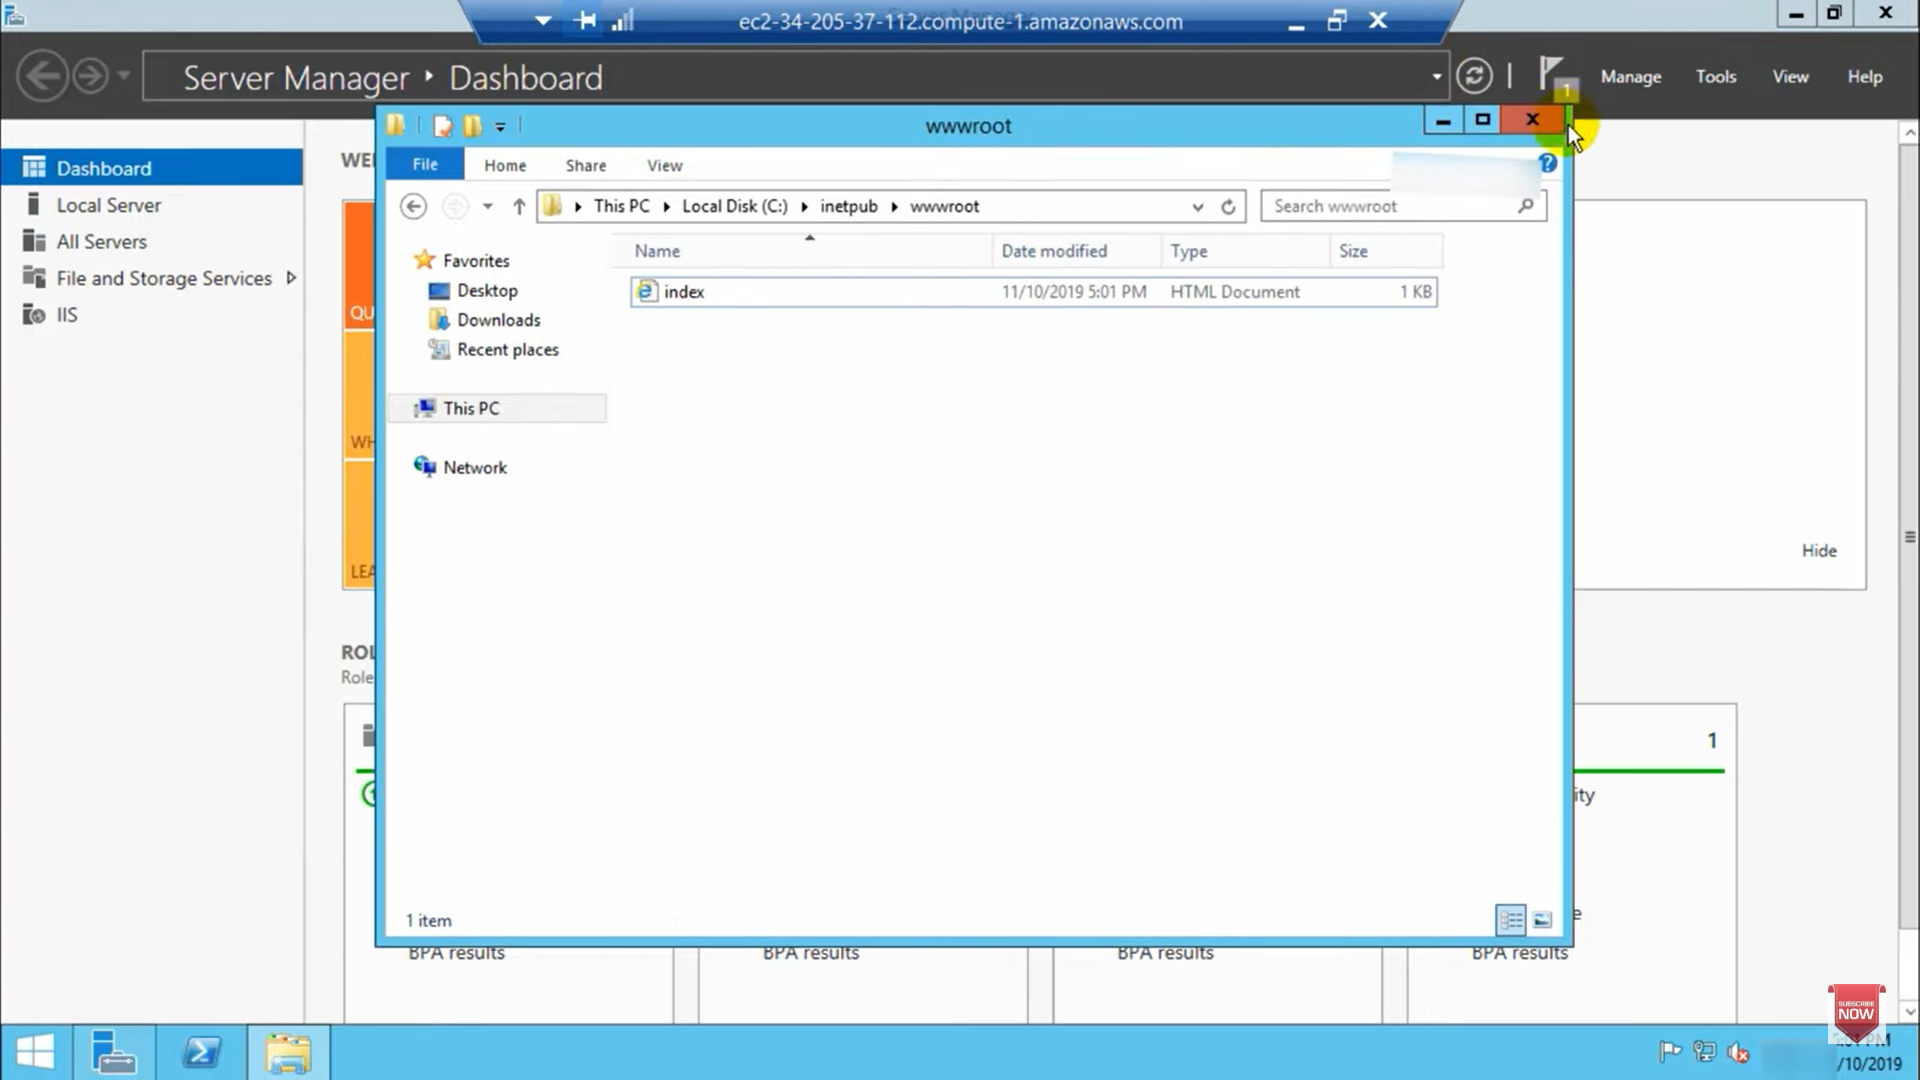 ec2-34-205-37-112.compute-1.amazonaws.com
Server Manager Dashboard
1
Manage Tools View Help
wwwroot
File Home Share View
This PC Local Disk (C:) inetpub wwwroot
Search wwwroot
Name Date modified Type Size
index 11/10/2019 5:01 PM HTML Document 1 KB
Favorites
Desktop
Downloads
Recent places
This PC
Network
1 item
Dashboard
Local Server
All Servers
File and Storage Services
IIS
WEL
QU
WH
LEA
Hide
ROL
Role
1
ity
e
BPA results BPA results BPA results BPA results
SUBSCRIBE
NOW
PM
/10/2019